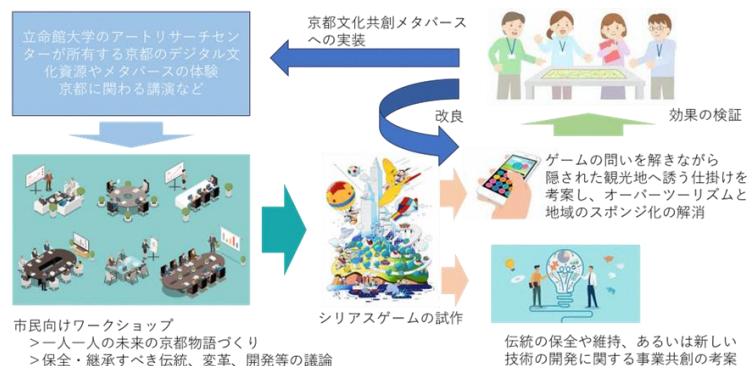 立命館大学のアートリサーチセン
ターが所有する京都のデジタル文
化資源やメタバースの体験
京都に関わる講演など
京都文化共創メタバース
への実装
改良
効果の検証
ゲームの問いを解きながら
隠された観光地へ誘う仕掛けを
考案し、オーバーツーリズムと
地域のスポンジ化の解消
シリアスゲームの試作
市民向けワークショップ
＞一人一人の未来の京都物語づくり
＞保全・継承すべき伝統、変革、開発等の議論
伝統の保全や維持、あるいは新しい
技術の開発に関する事業共創の考案